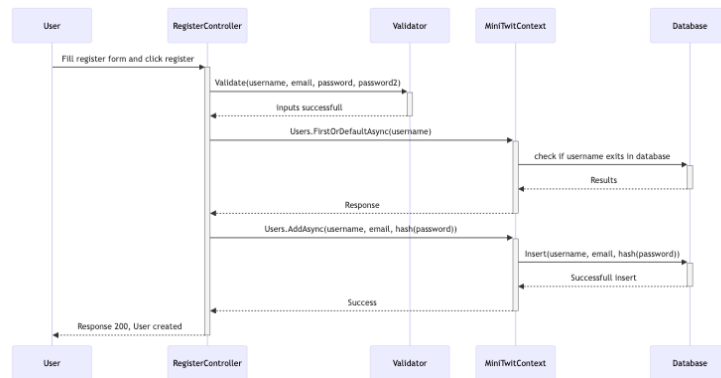 User
RegisterController
Validator
MiniTwitContext
Database
Fill register form and click register
Validate(username, email, password, password2)
Inputs successfull
Users.FirstOrDefaultAsync(username)
check if username exits in database
Results
Response
Users.AddAsync(username, email, hash(password))
Insert(username, email, hash(password))
Successfull insert
Success
Response 200, User created
User
RegisterController
Validator
MiniTwitContext
Database